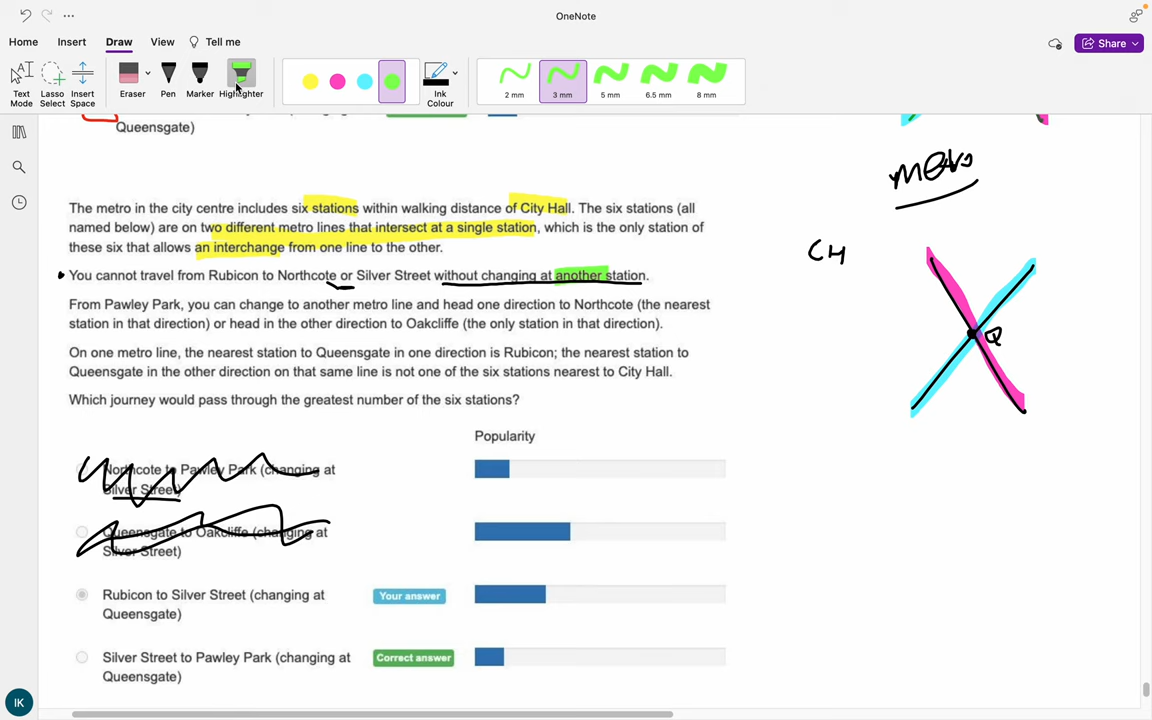 OneNote
Home Insert Draw View Tell me
Share
Text Mode
Lasso Select
Insert Space
Eraser
Pen
Marker
Highlighter
Ink Colour
2 mm 3 mm 5 mm 6.5 mm 8 mm
Queensgate)
metro
The metro in the city centre includes six stations within walking distance of City Hall. The six stations (all
named below) are on two different metro lines that intersect at a single station, which is the only station of
these six that allows an interchange from one line to the other.
CH
You cannot travel from Rubicon to Northcote or Silver Street without changing at another station.
From Pawley Park, you can change to another metro line and head one direction to Northcote (the nearest
station in that direction) or head in the other direction to Oakcliffe (the only station in that direction).
Q
On one metro line, the nearest station to Queensgate in one direction is Rubicon; the nearest station to
Queensgate in the other direction on that same line is not one of the six stations nearest to City Hall.
Which journey would pass through the greatest number of the six stations?
Popularity
Northcote to Pawley Park (changing at
Silver Street)
Queensgate to Oakcliffe (changing at
Silver Street)
Rubicon to Silver Street (changing at
Queensgate)
Your answer
Silver Street to Pawley Park (changing at
Queensgate)
Correct answer
IK